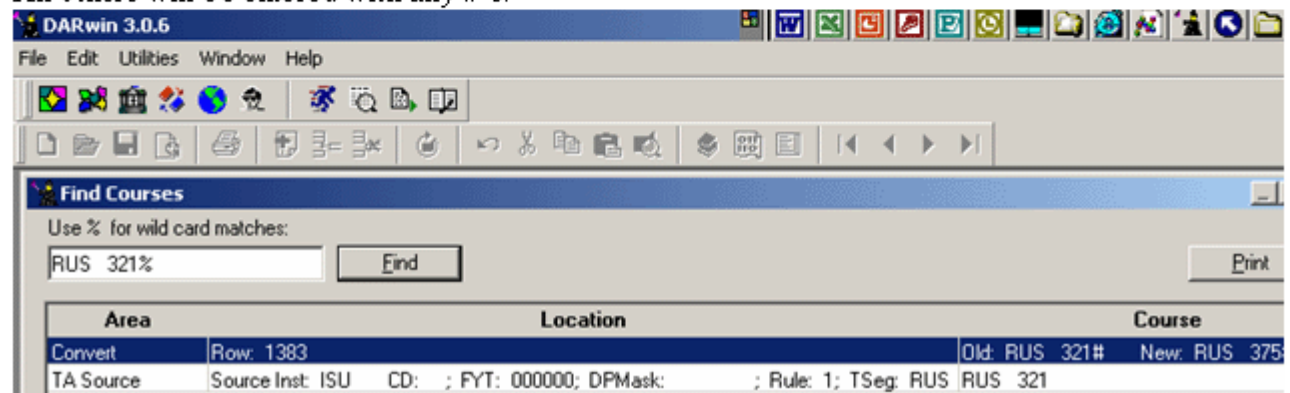 DARwin 3.0.6
File Edit Utilities Window Help
Find Courses
Use % for wild card matches:
RUS 321%
Find
Print
Area Location Course
Convert Row: 1383 Old: RUS 321# New: RUS 375
TA Source Source Inst: ISU CD: ; FYT: 000000; DPMask: ; Rule: 1; TSeg: RUS RUS 321